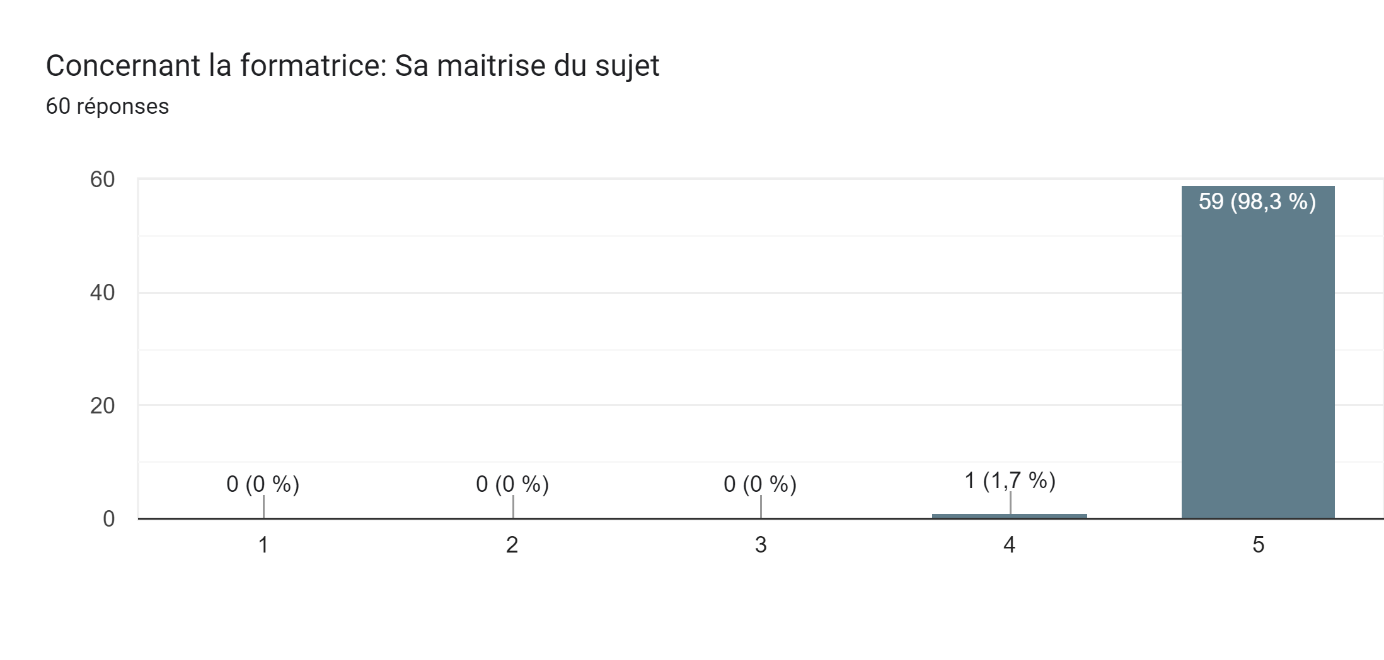 Concernant la formatrice: Sa maitrise du sujet
60 réponses
60
40
20
0
0 (0 %)
0 (0 %)
0 (0 %)
1 (1,7 %)
59 (98,3 %)
1
2
3
4
5